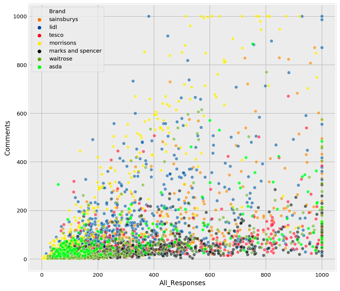 Brand
sainsburys
lidl
tesco
morrisons
marks and spencer
waitrose
asda
1000
800
600
400
200
0
Comments
0
200
400
600
800
1000
All_Responses